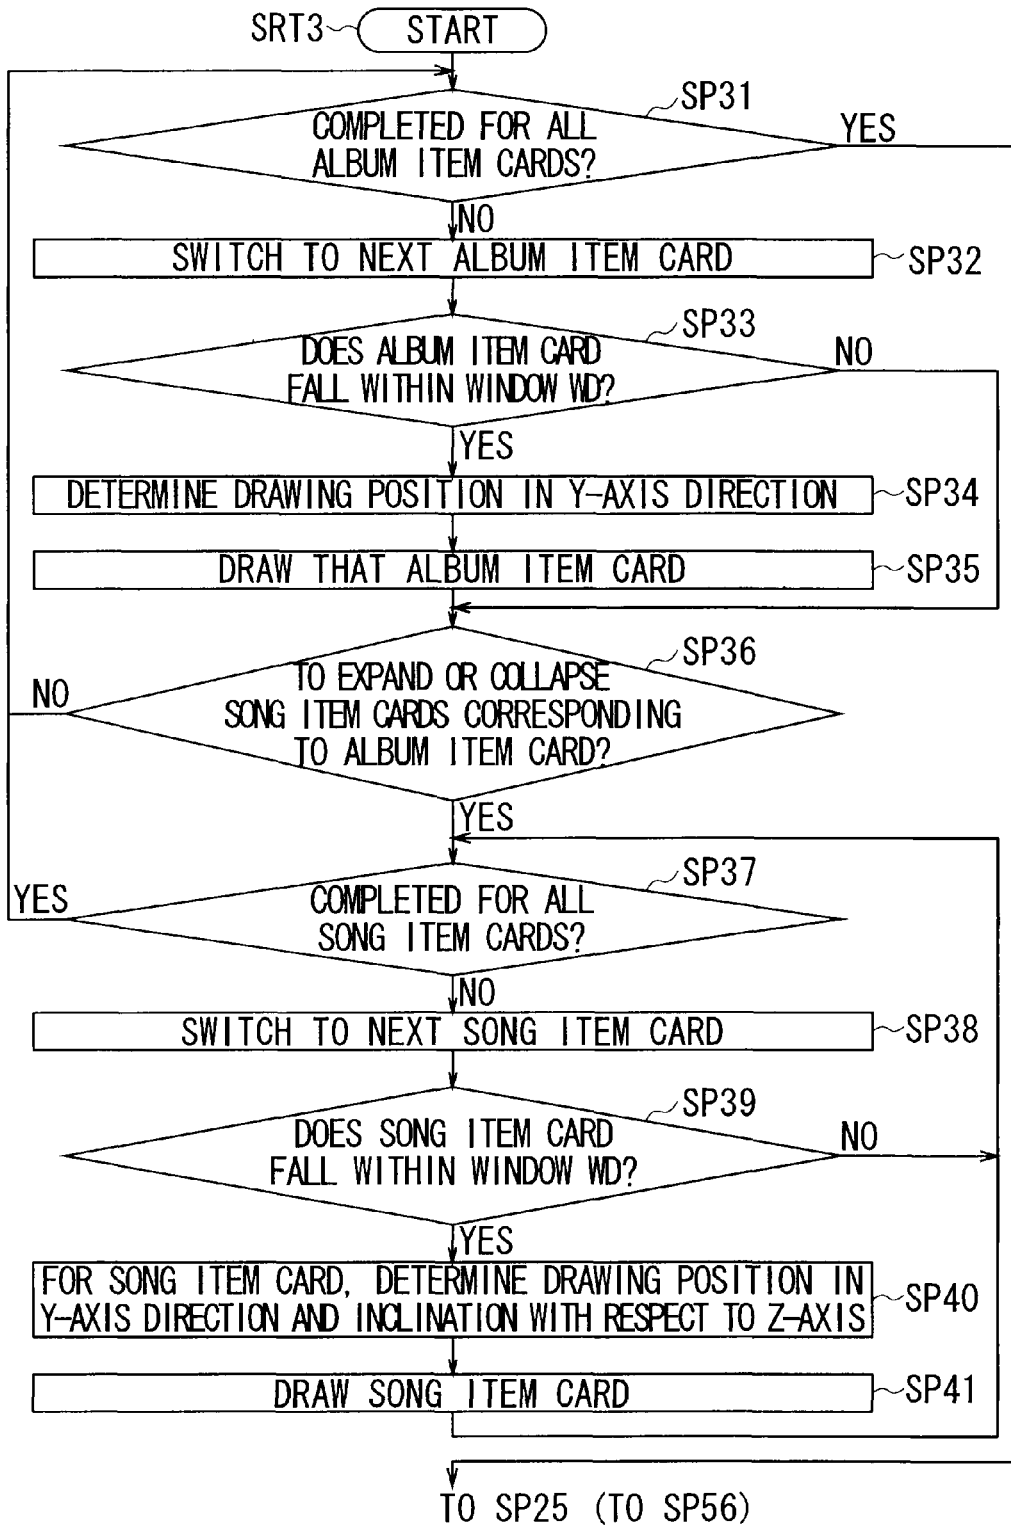 SRT3
START
SP31
COMPLETED FOR ALL
ALBUM ITEM CARDS?
YES
NO
SWITCH TO NEXT ALBUM ITEM CARD
SP32
SP33
DOES ALBUM ITEM CARD
FALL WITHIN WINDOW WD?
NO
YES
DETERMINE DRAWING POSITION IN Y-AXIS DIRECTION
SP34
DRAW THAT ALBUM ITEM CARD
SP35
SP36
TO EXPAND OR COLLAPSE
SONG ITEM CARDS CORRESPONDING
TO ALBUM ITEM CARD?
NO
YES
SP37
COMPLETED FOR ALL
SONG ITEM CARDS?
YES
NO
SWITCH TO NEXT SONG ITEM CARD
SP38
SP39
DOES SONG ITEM CARD
FALL WITHIN WINDOW WD?
NO
YES
FOR SONG ITEM CARD, DETERMINE DRAWING POSITION IN
Y-AXIS DIRECTION AND INCLINATION WITH RESPECT TO Z-AXIS
SP40
DRAW SONG ITEM CARD
SP41
TO SP25 (TO SP56)